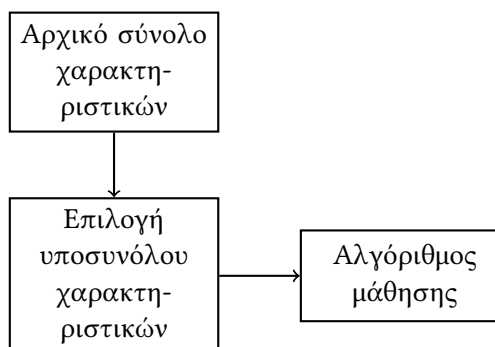 Αρχικό σύνολο
χαρακτη-
ριστικών
Επιλογή
υποσυνόλου
χαρακτη-
ριστικών
Αλγόριθμος
μάθησης